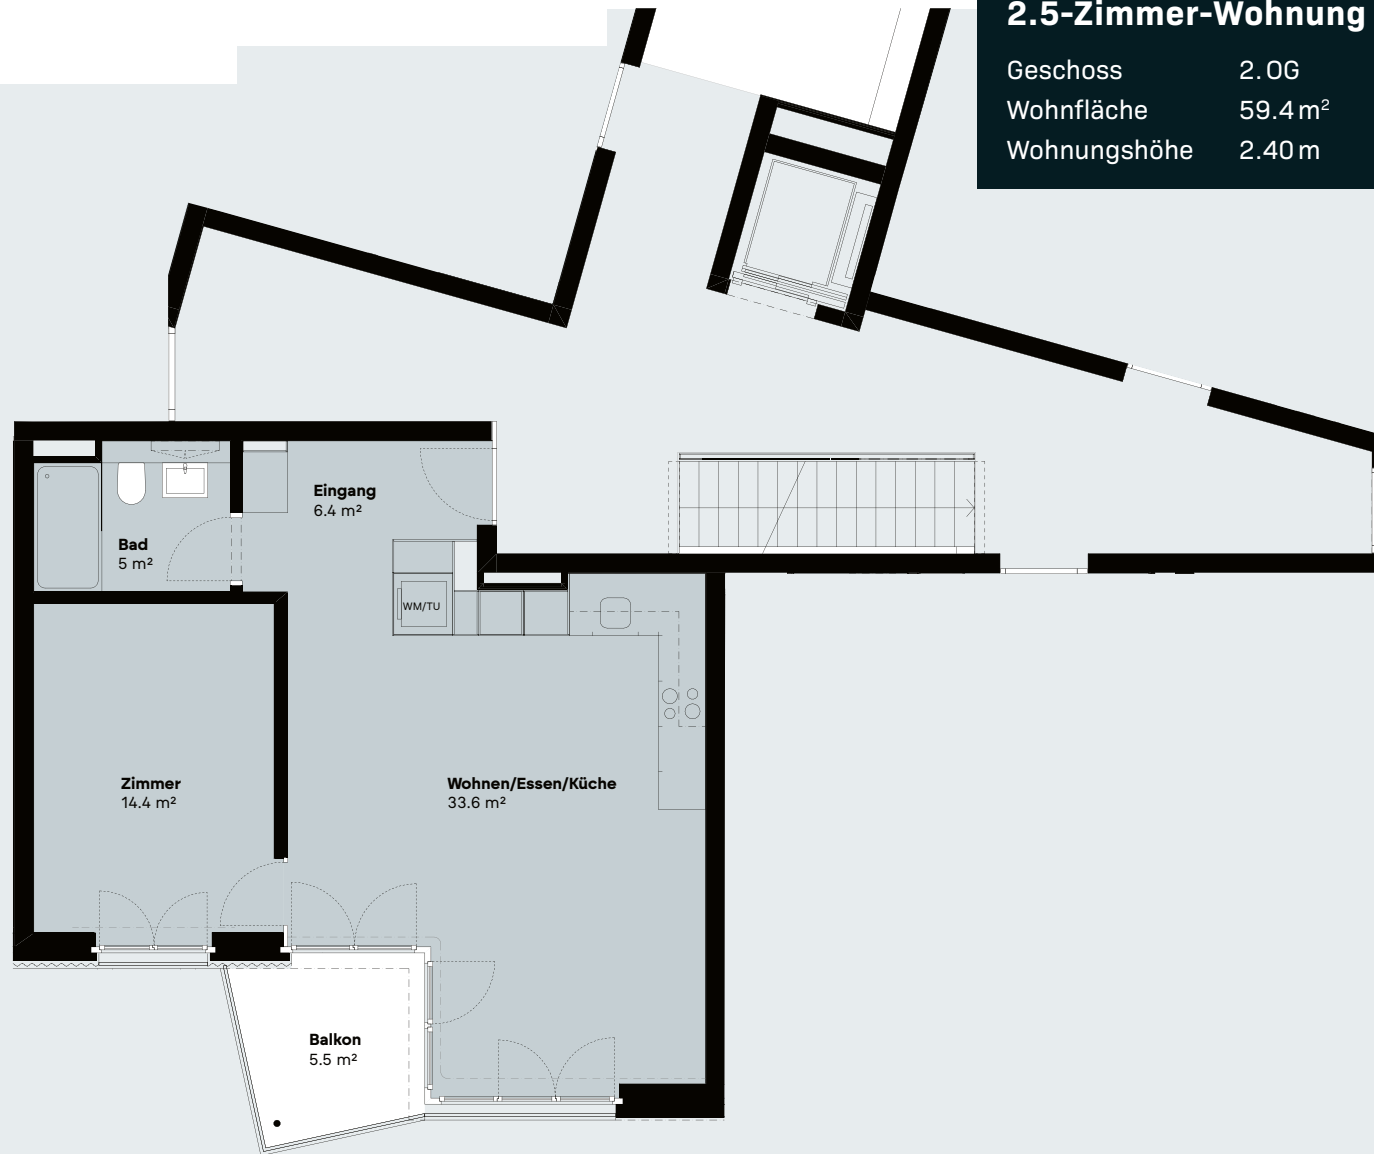 2.5-Zimmer-Wohnung
Geschoss 2. OG
Wohnfläche 59.4 m²
Wohnungshöhe 2.40 m
Eingang
6.4 m²
Bad
5 m²
WM/TU
Zimmer
14.4 m²
Wohnen/Essen/Küche
33.6 m²
Balkon
5.5 m²